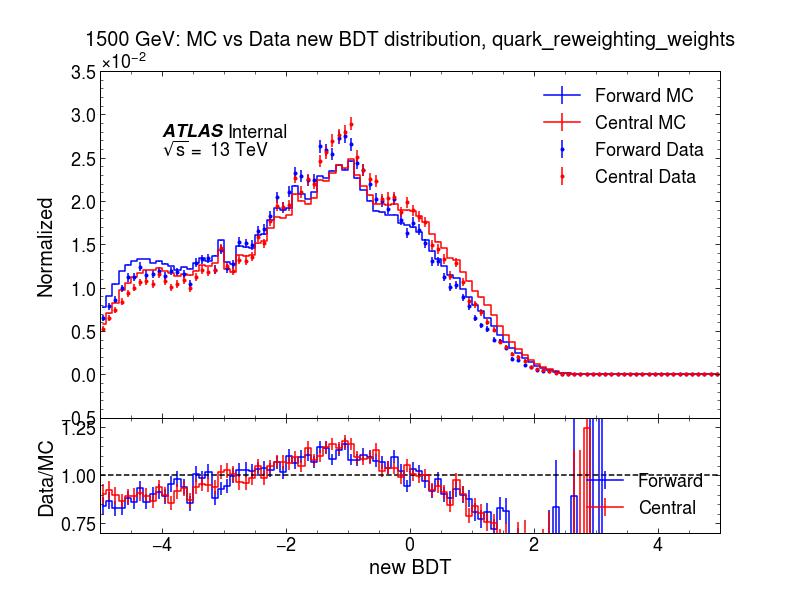 1500 GeV: MC vs Data new BDT distribution, quark_reweighting_weights
×10⁻²
3.5
3.0
2.5
2.0
1.5
1.0
0.5
0.0
0.5
Normalized
ATLAS Internal
√s = 13 TeV
Forward MC
Central MC
Forward Data
Central Data
1.25
1.00
0.75
Data/MC
Forward
Central
−4 −2 0 2 4
new BDT